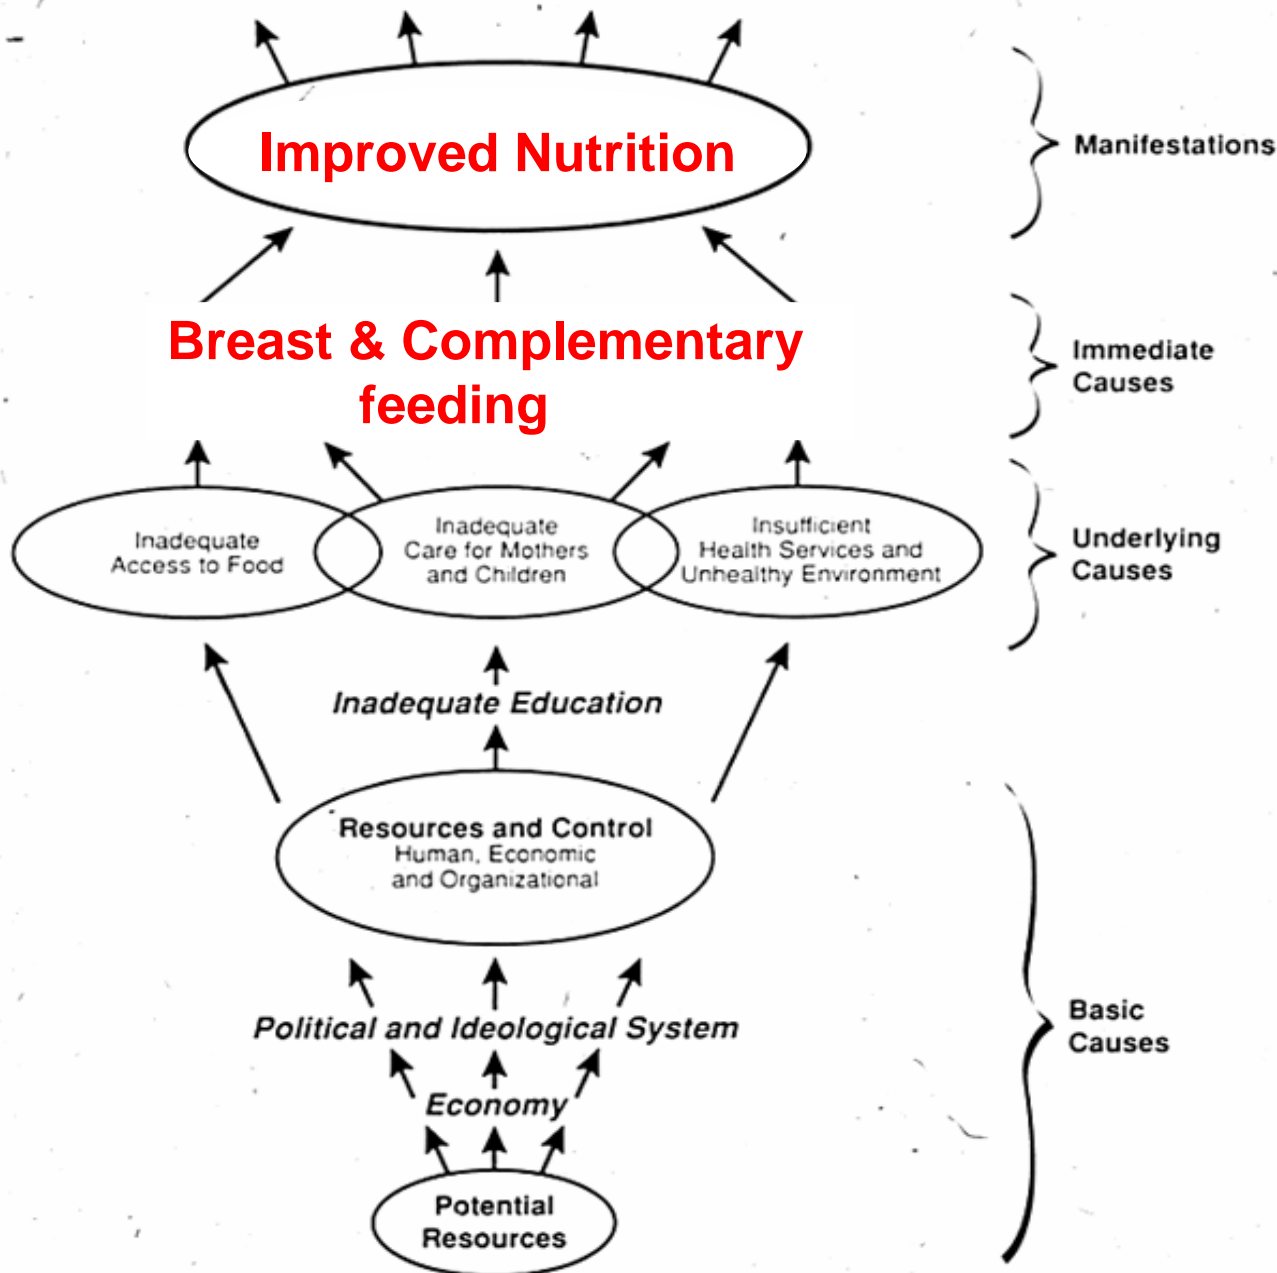 Improved Nutrition
Manifestations
Breast & Complementary
feeding
Immediate
Causes
Inadequate
Access to Food
Inadequate
Care for Mothers
and Children
Insufficient
Health Services and
Unhealthy Environment
Underlying
Causes
Inadequate Education
Resources and Control
Human, Economic
and Organizational
Political and Ideological System
Economy
Potential
Resources
Basic
Causes